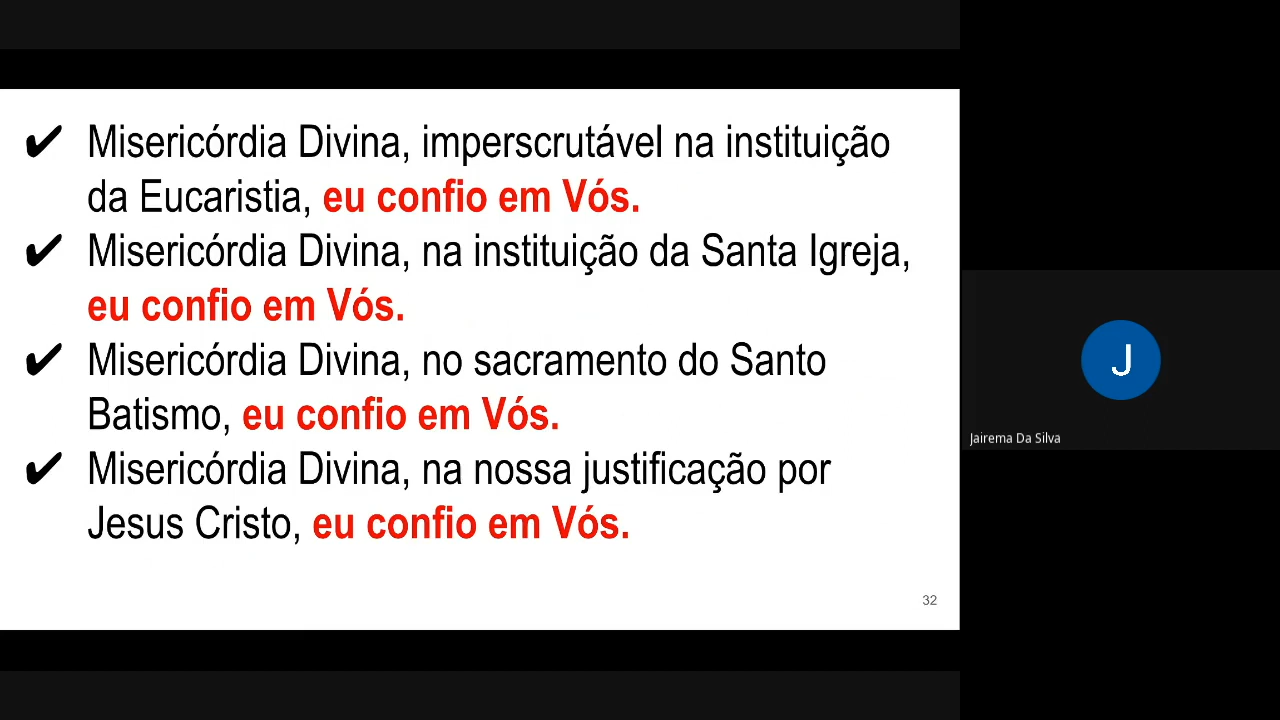 ✔ Misericórdia Divina, imperscrutável na instituição
da Eucaristia, eu confio em Vós.
✔ Misericórdia Divina, na instituição da Santa Igreja,
eu confio em Vós.
✔ Misericórdia Divina, no sacramento do Santo
Batismo, eu confio em Vós.
✔ Misericórdia Divina, na nossa justificação por
Jesus Cristo, eu confio em Vós.
32
J
Jairema Da Silva